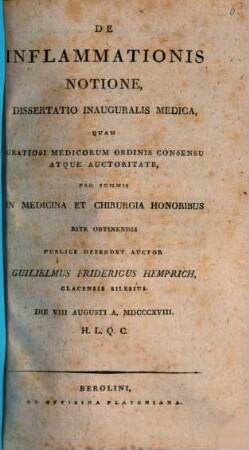 DE
INFLAMMATIONIS
NOTIONE,
DISSERTATIO INAUGURALIS MEDICA,
QUAM
GRATIOSI MEDICORUM ORDINIS CONSENSU
ATQUE AUCTORITATE,
PRO SUMMIS
IN MEDICINA ET CHIRURGIA HONORIBUS
RITE OBTINENDIS
PUBLICE DEFENDET AUCTOR
GUILIELMUS FRIDERICUS HEMPRICH,
GLACENSIS SILESIUS.
DIE VIII AUGUSTI A. MDCCCXVIII.
H. L. Q. C.
BEROLINI,
EX OFFICINA PLATENIANA.